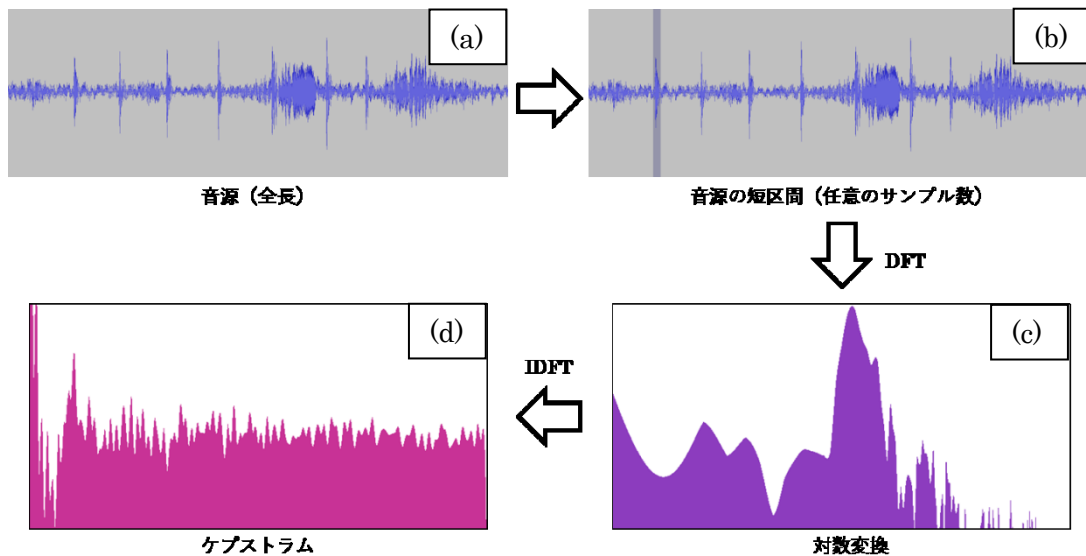 (a)
(b)
音源（全長）
音源の短区間（任意のサンプル数）
DFT
(d)
(c)
IDFT
ケプストラム
対数変換